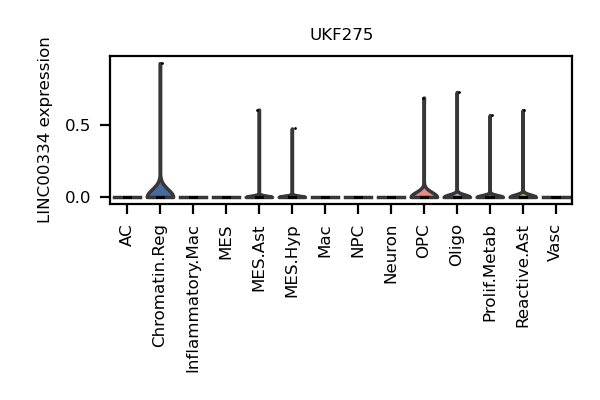 UKF275
LINC00334 expression
0.5
0.0
AC
Chromatin.Reg
Inflammatory.Mac
MES
MES.Ast
MES.Hyp
Mac
NPC
Neuron
OPC
Oligo
Prolif.Metab
Reactive.Ast
Vasc